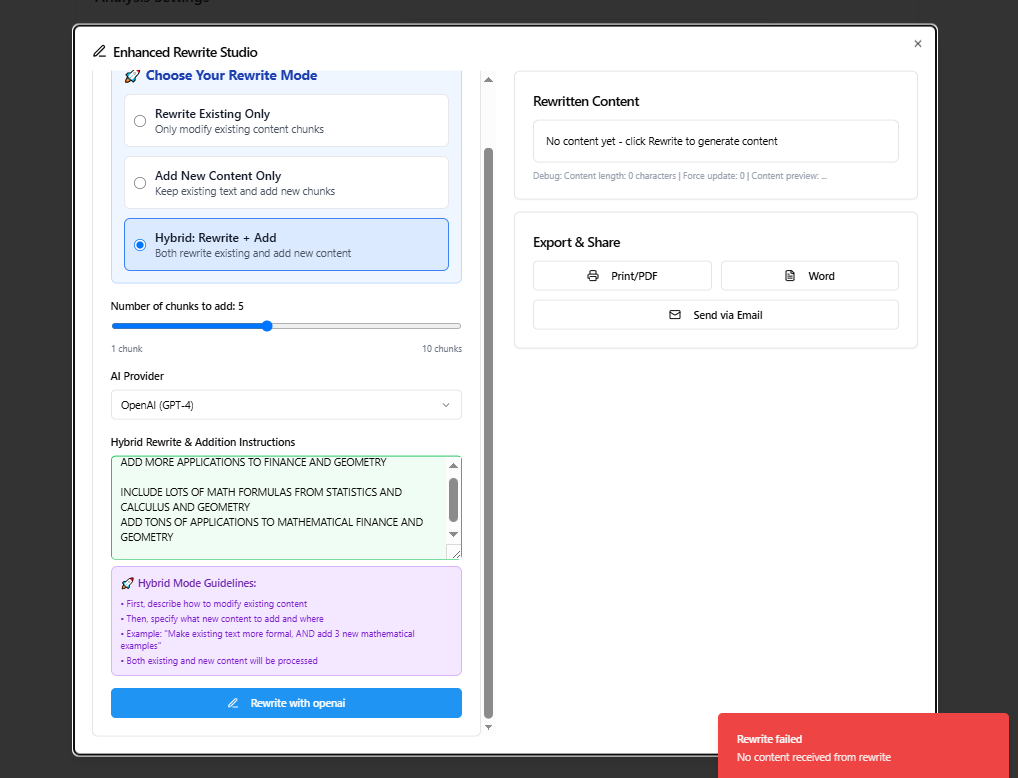 Analysis Settings
Enhanced Rewrite Studio
Choose Your Rewrite Mode
Rewrite Existing Only
Only modify existing content chunks
Add New Content Only
Keep existing text and add new chunks
Hybrid: Rewrite + Add
Both rewrite existing and add new content
Number of chunks to add: 5
1 chunk
10 chunks
AI Provider
OpenAI (GPT-4)
Hybrid Rewrite & Addition Instructions
ADD MORE APPLICATIONS TO FINANCE AND GEOMETRY
INCLUDE LOTS OF MATH FORMULAS FROM STATISTICS AND
CALCULUS AND GEOMETRY
ADD TONS OF APPLICATIONS TO MATHEMATICAL FINANCE AND
GEOMETRY
Hybrid Mode Guidelines:
• First, describe how to modify existing content
• Then, specify what new content to add and where
• Example: "Make existing text more formal, AND add 3 new mathematical
examples"
• Both existing and new content will be processed
Rewrite with openai
Rewritten Content
No content yet - click Rewrite to generate content
Debug: Content length: 0 characters | Force update: 0 | Content preview: ...
Export & Share
Print/PDF
Word
Send via Email
Rewrite failed
No content received from rewrite